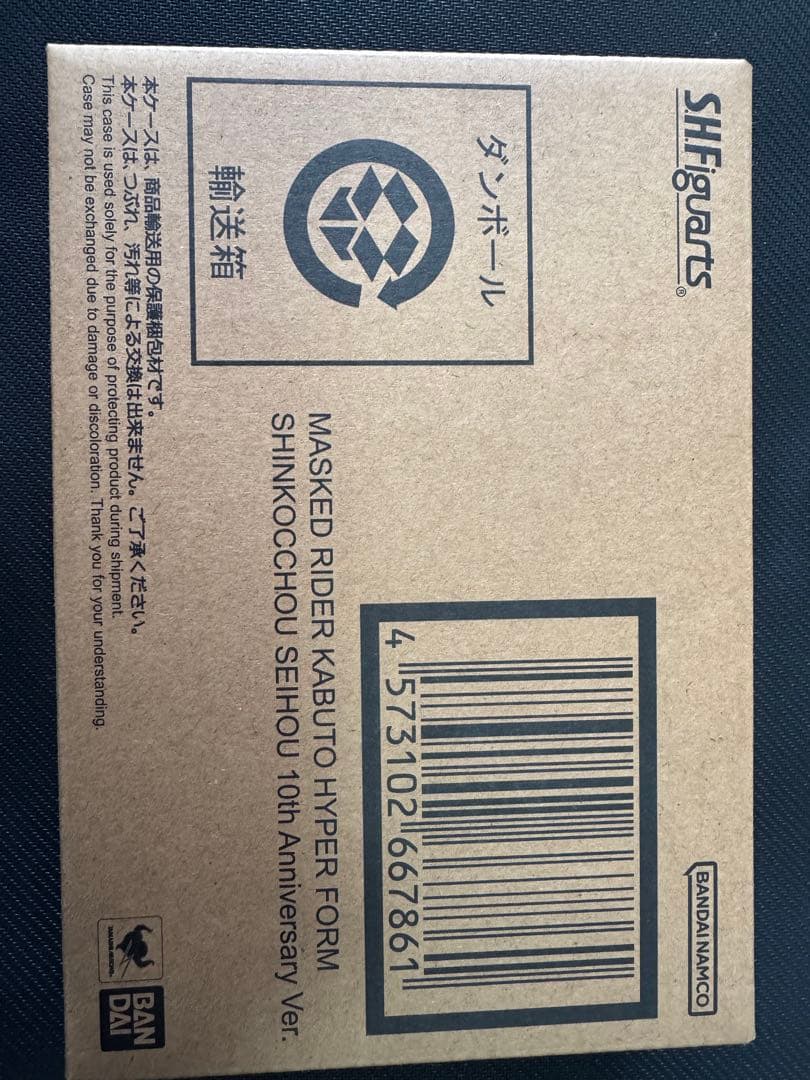 S.H.Figuarts®
BANDAI NAMCO
ダンボール
輸送箱
4 573102 667861
MASKED RIDER KABUTO HYPER FORM
SHINKOCCHOU SEIHOU 10th Anniversary Ver.
本ケースは、商品輸送用の保護梱包材です。
本ケースは、つぶれ、汚れ等による交換は出来ません。ご了承ください。
This case is used solely for the purpose of protecting product during shipment.
Case may not be exchanged due to damage or discoloration. Thank you for your understanding.
TAMASHII NATIONS
BAN
DAI